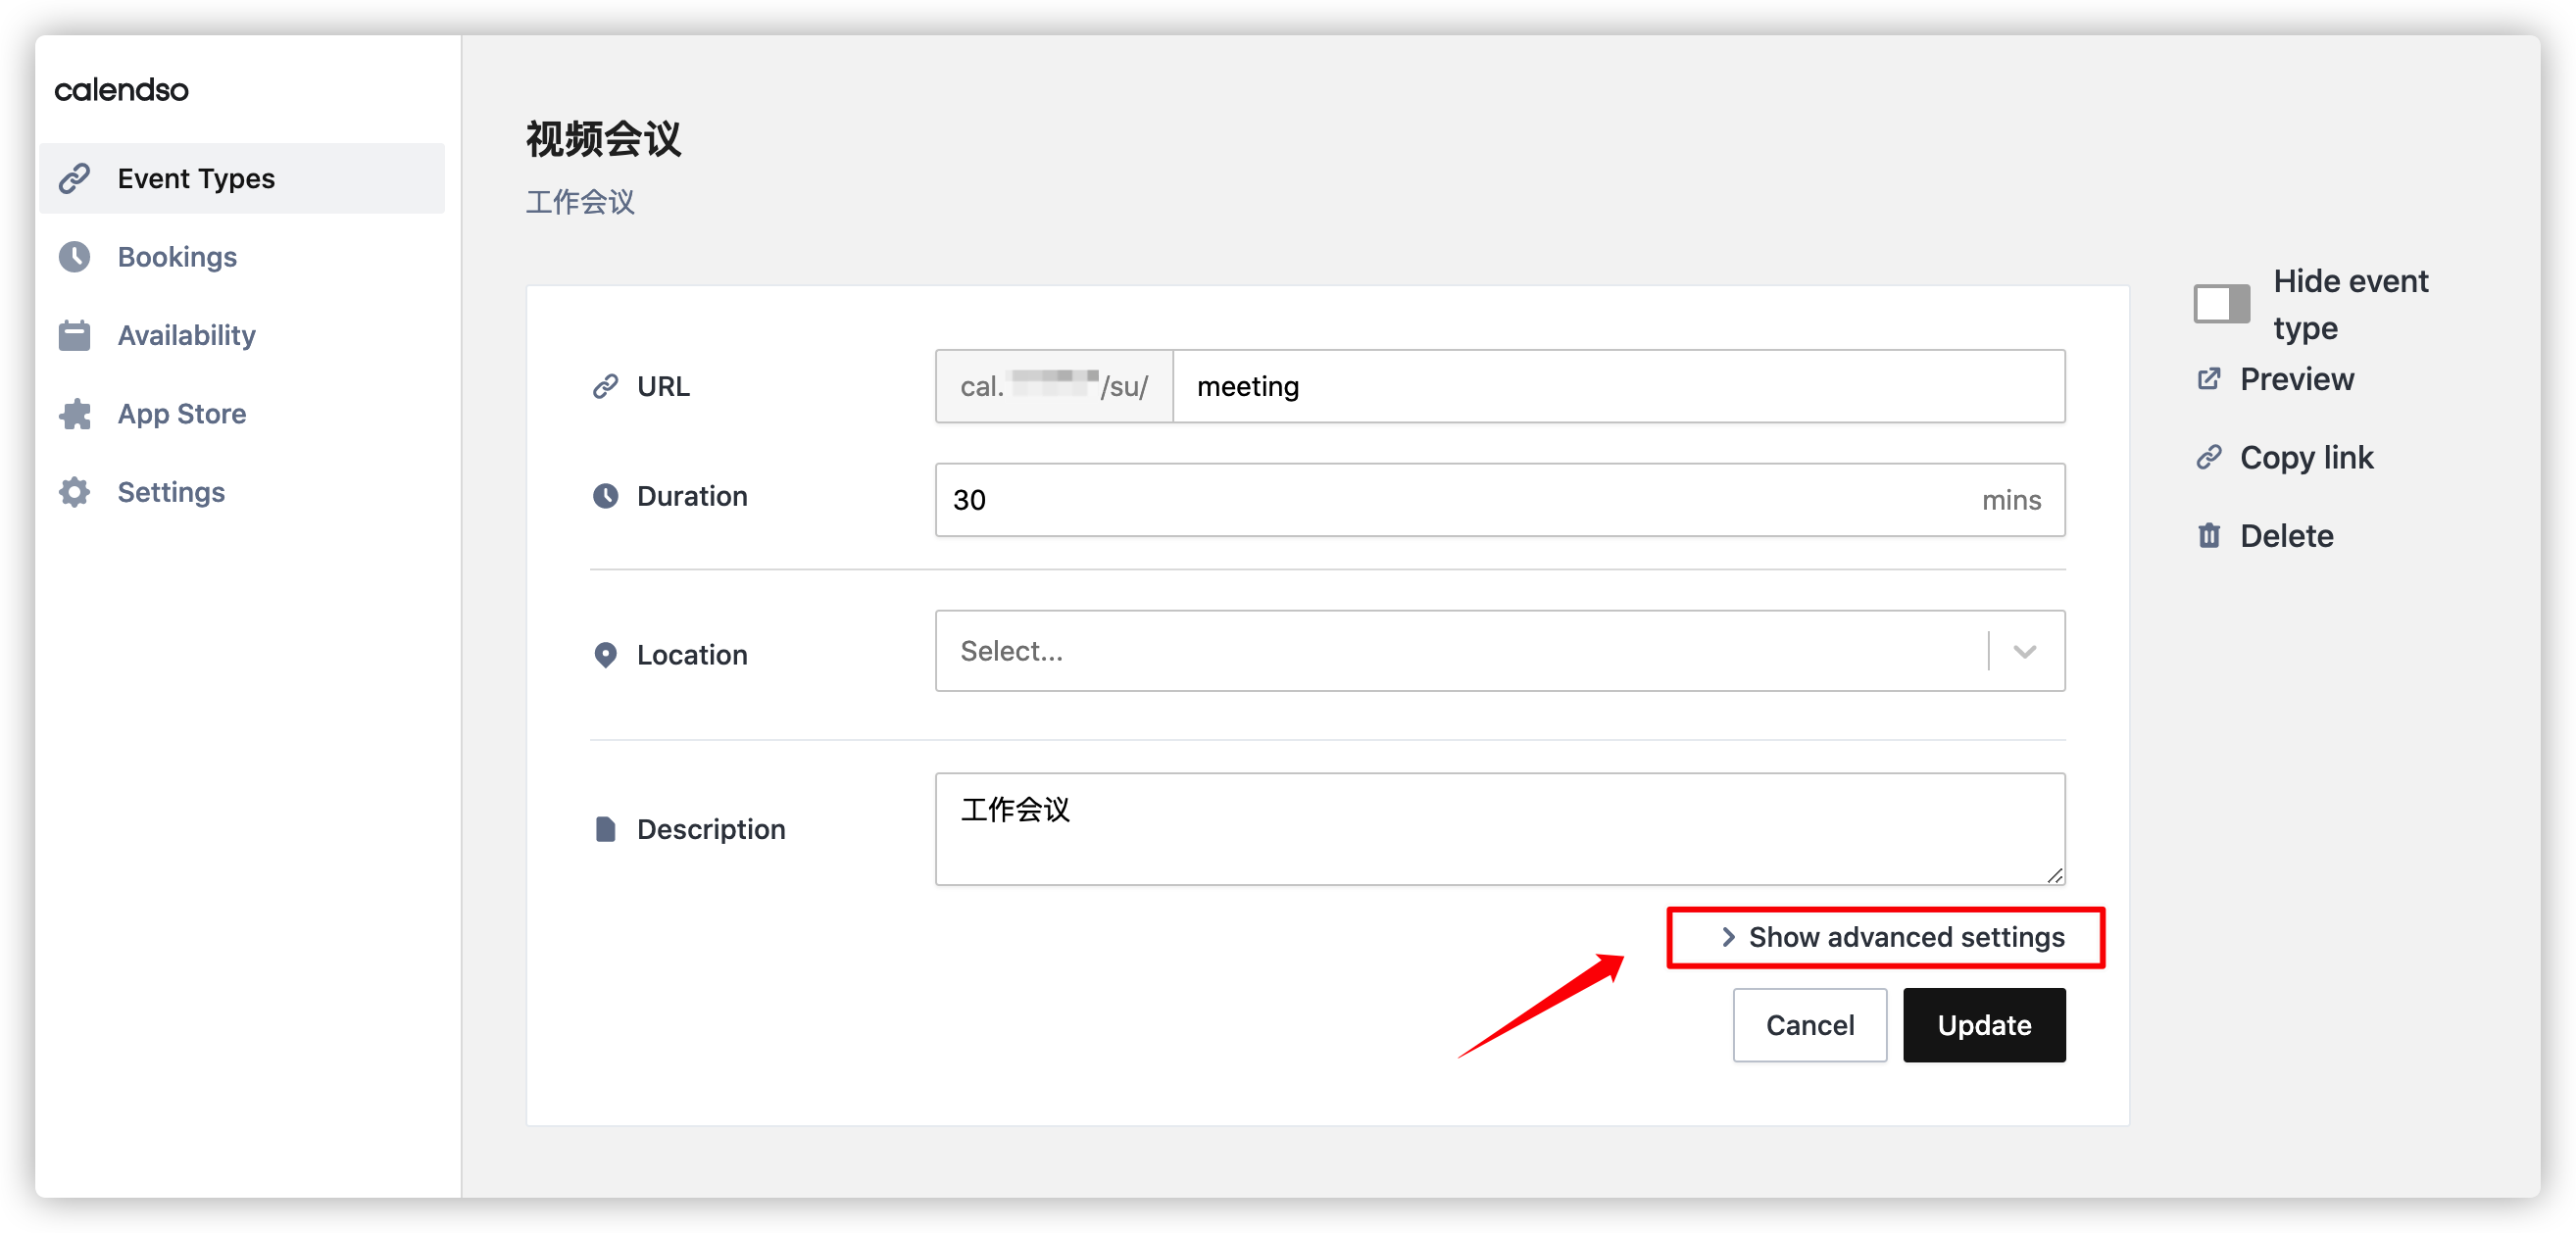 calendso
Event Types
Bookings
Availability
App Store
Settings
视频会议
工作会议
URL
cal.
/su/
meeting
Duration
30
mins
Location
Select...
Description
工作会议
Show advanced settings
Cancel
Update
Hide event
type
Preview
Copy link
Delete